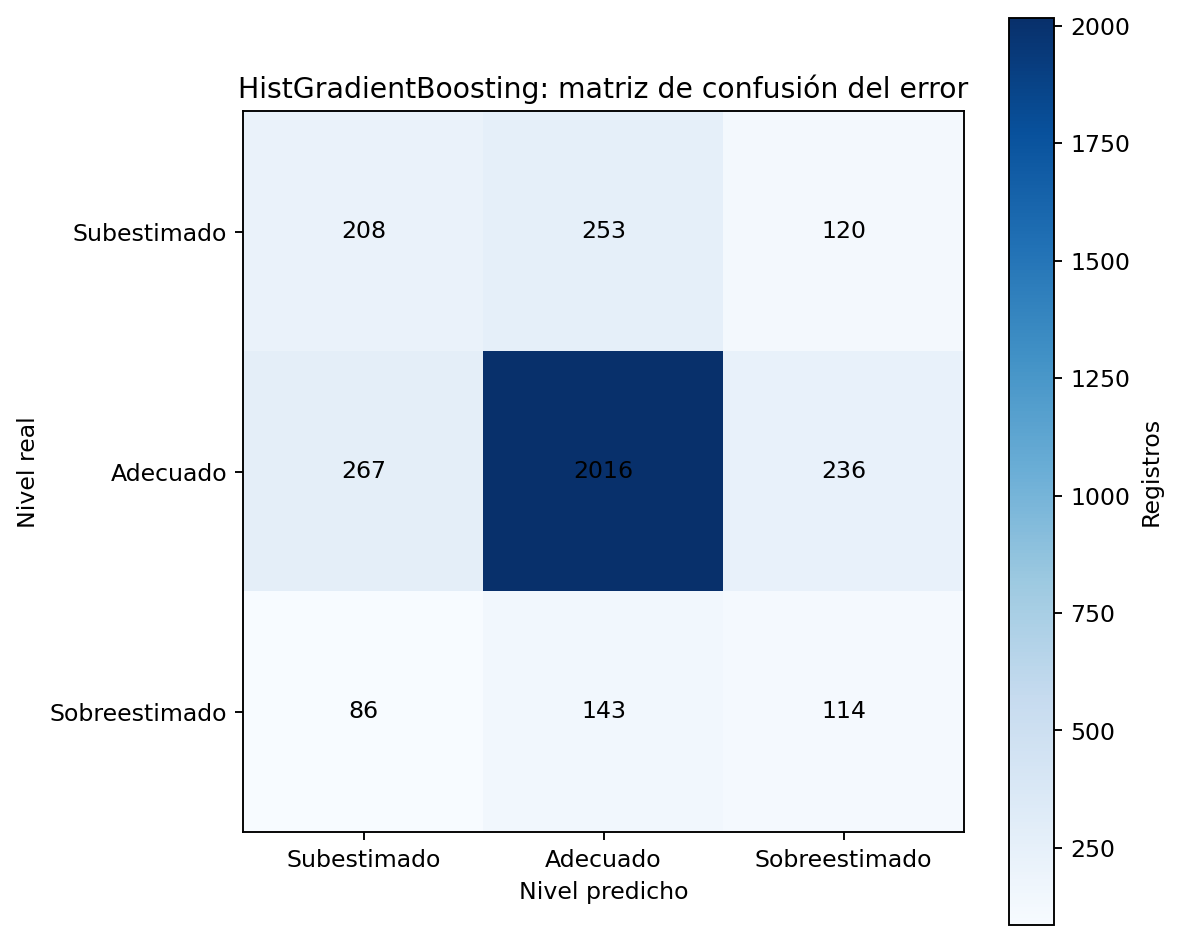 HistGradientBoosting: matriz de confusión del error
Nivel real
Subestimado
208 253 120
Adecuado
267 2016 236
Sobreestimado
86 143 114
Subestimado Adecuado Sobreestimado
Nivel predicho
2000
1750
1500
1250
1000
750
500
250
Registros